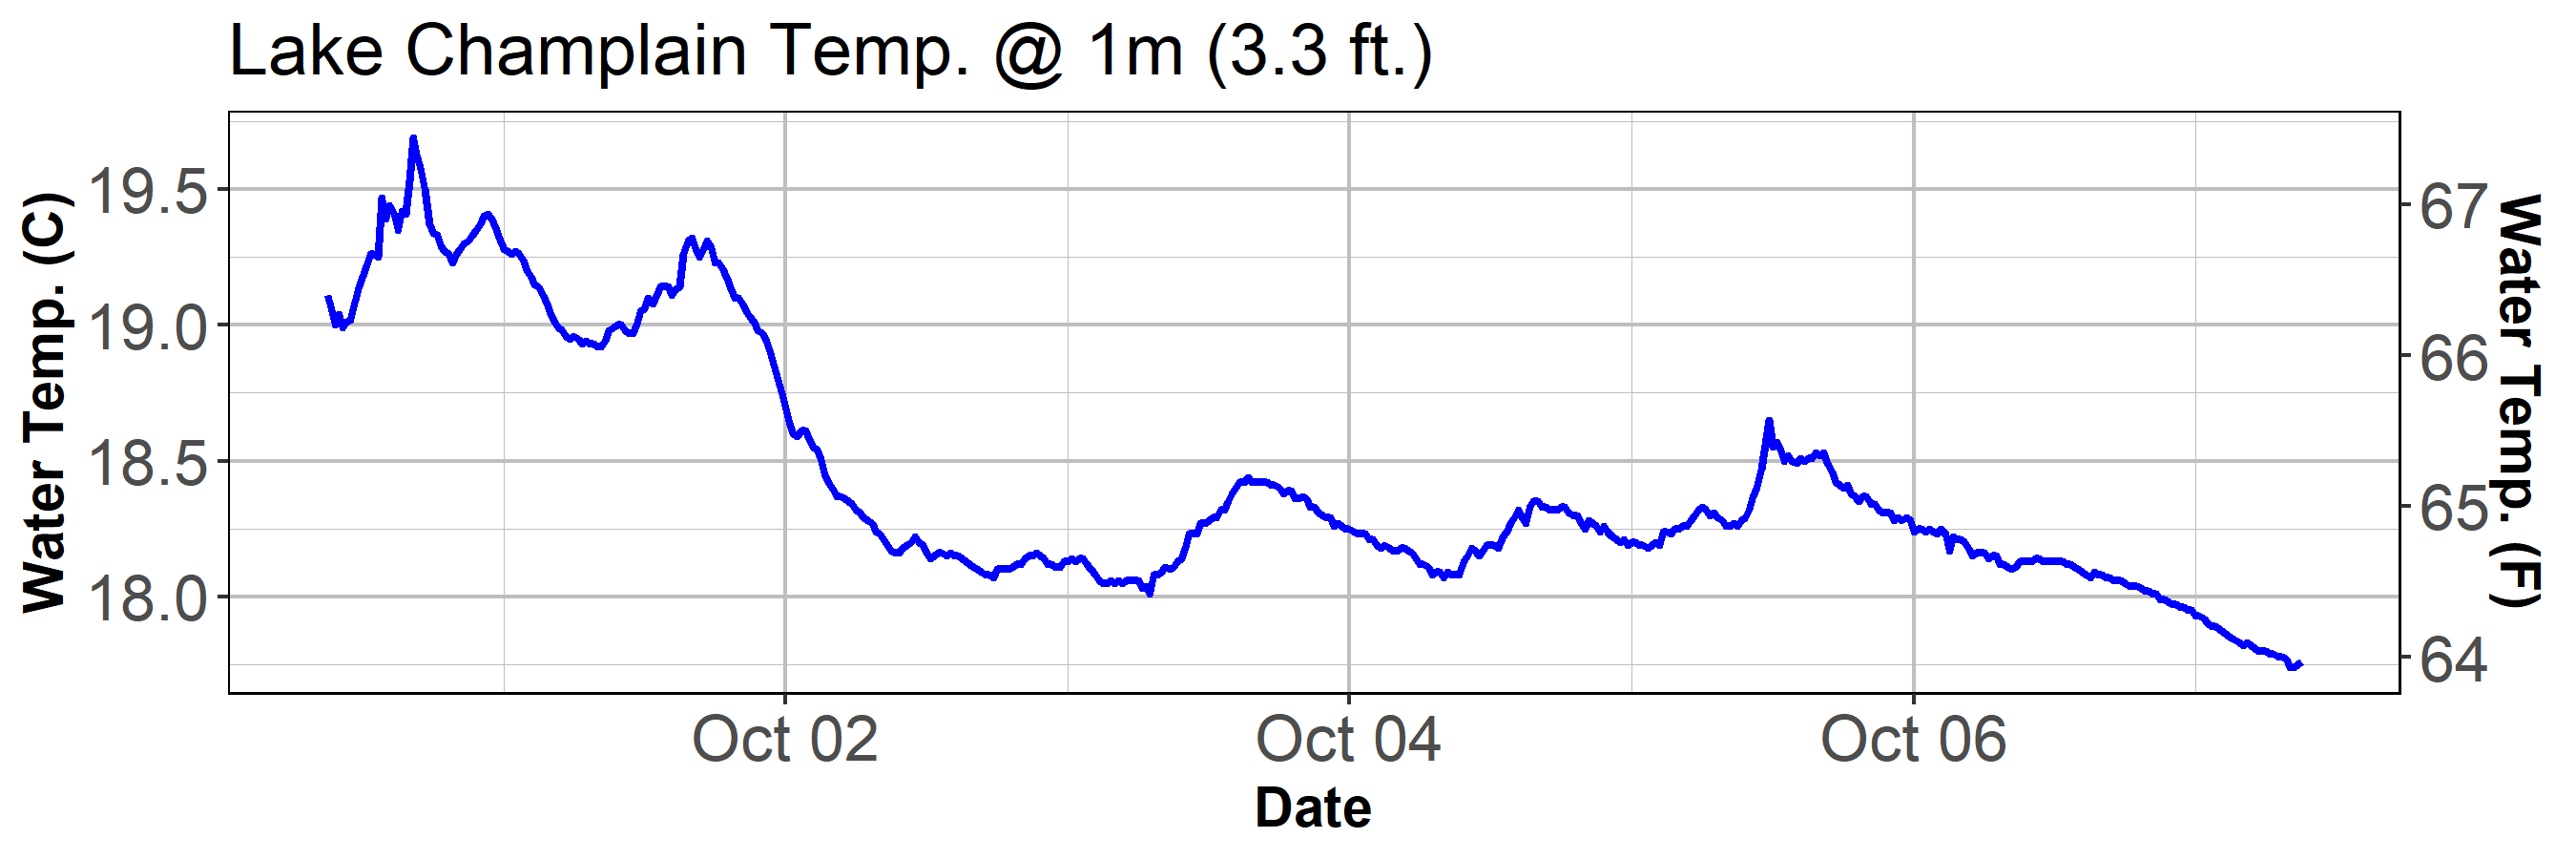 Lake Champlain Temp. @ 1m (3.3 ft.)
Water Temp. (C)
19.5
19.0
18.5
18.0
67
66
65
64
Water Temp. (F)
Oct 02
Oct 04
Oct 06
Date